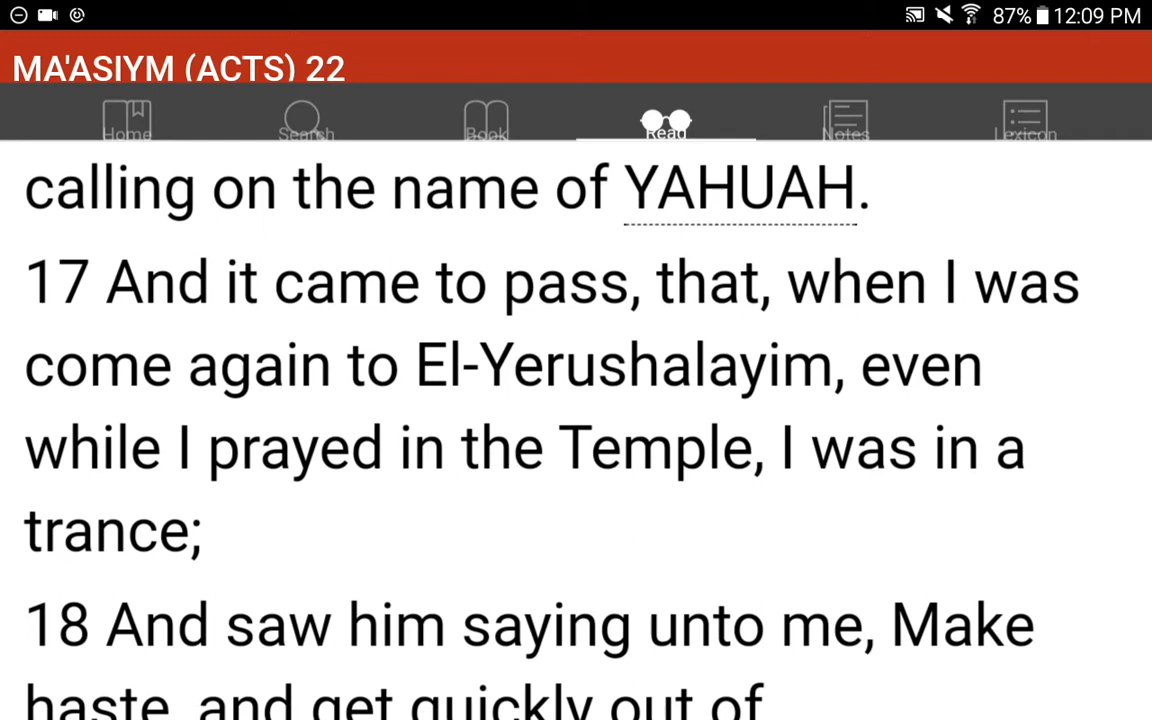 87% 12:09 PM
MA'ASIYM (ACTS) 22
Home Search Book Read Notes Lexicon
calling on the name of YAHUAH.
17 And it came to pass, that, when I was
come again to El-Yerushalayim, even
while I prayed in the Temple, I was in a
trance;
18 And saw him saying unto me, Make
haste, and get quickly out of